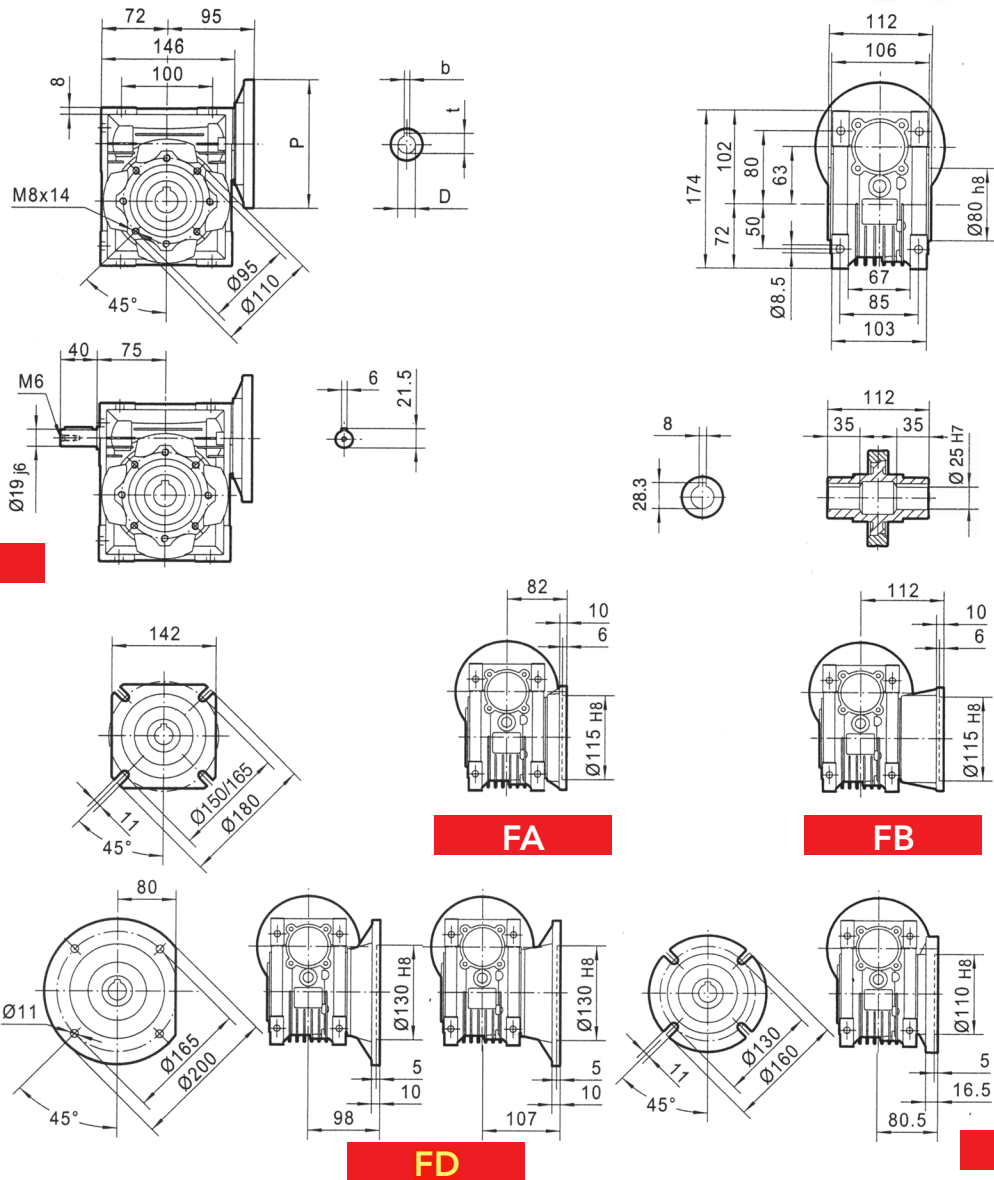 72
95
146
100
8
P
M8x14
Ø95
Ø110
45°
b
t
D
112
106
174
102
80
63
72
50
Ø80 h8
Ø8.5
67
85
103
40
75
M6
Ø19 j6
6
21.5
8
28.3
112
35
35
Ø 25 H7
142
Ø150/165
Ø180
11
45°
82
10
6
Ø115 H8
FA
112
10
6
Ø115 H8
FB
80
Ø11
Ø165
Ø200
45°
Ø130 H8
5
10
98
Ø130 H8
5
10
107
FD
Ø130
Ø160
11
45°
Ø110 H8
5
16.5
80.5